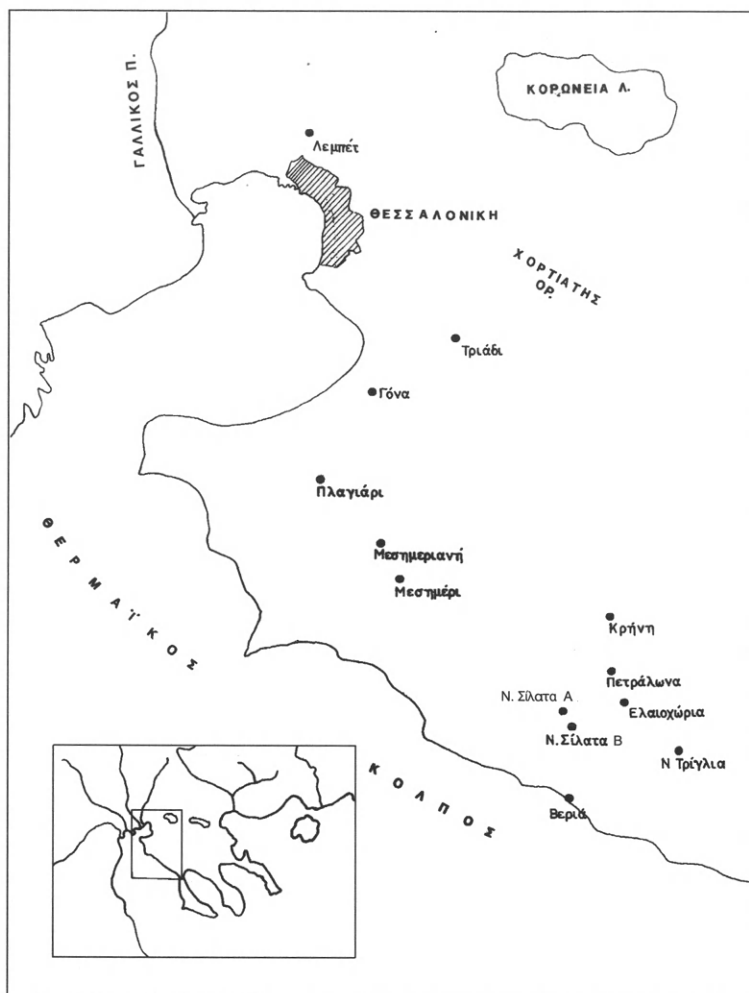 ΓΑΛΛΙΚΟΣ Π.
ΚΟΡΩΝΕΙΑ Λ.
Λεμπέτ
ΘΕΣΣΑΛΟΝΙΚΗ
ΧΟΡΤΙΑΤΗΣ
ΟΡ.
Τριάδι
Γόνα
Πλαγιάρι
Μεσημεριανή
Μεσημέρι
ΘΕΡΜΑΪΚΟΣ
Κρήνη
Πετράλωνα
Ν. Σίλατα Α
Ελαιοχώρια
Ν. Σίλατα Β
Ν Τρίγλια
ΚΟΛΠΟΣ
Βεριά